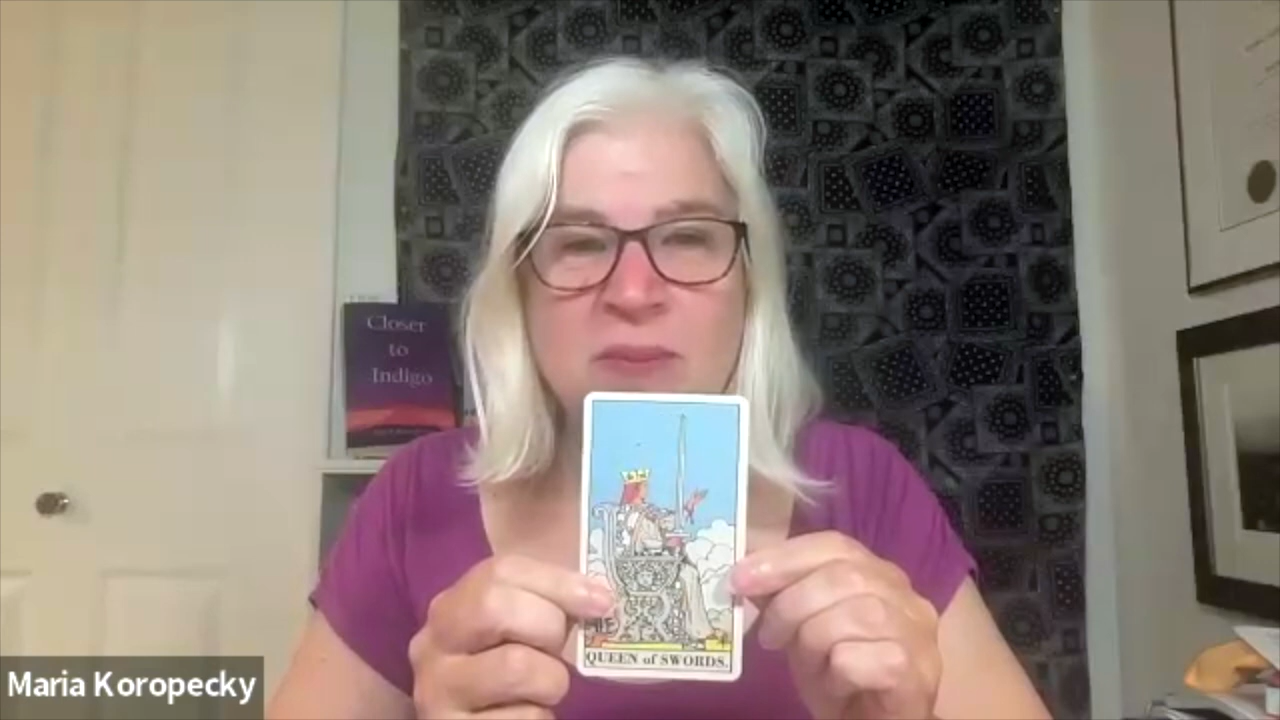 Closer
to
Indigo
QUEEN of SWORDS.
Maria Koropecky